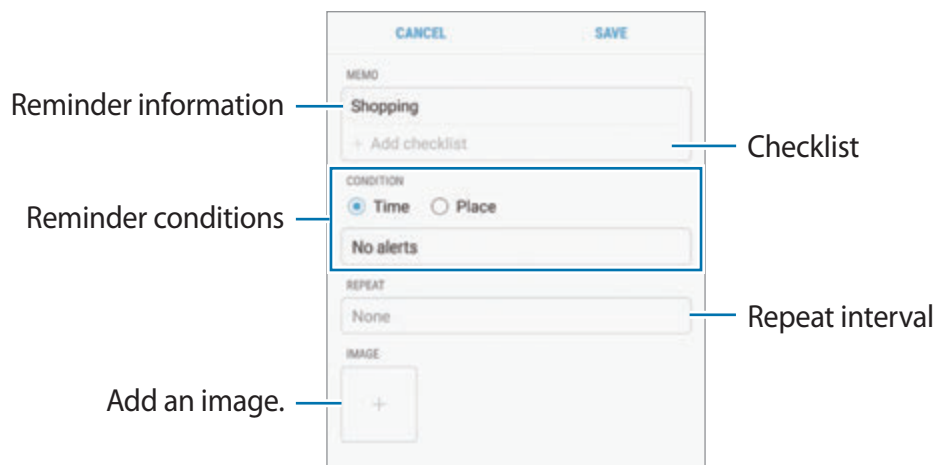 CANCEL SAVE
MEMO
Reminder information
Shopping
+ Add checklist
Checklist
CONDITION
Reminder conditions
Time Place
No alerts
REPEAT
None
Repeat interval
IMAGE
Add an image.
+